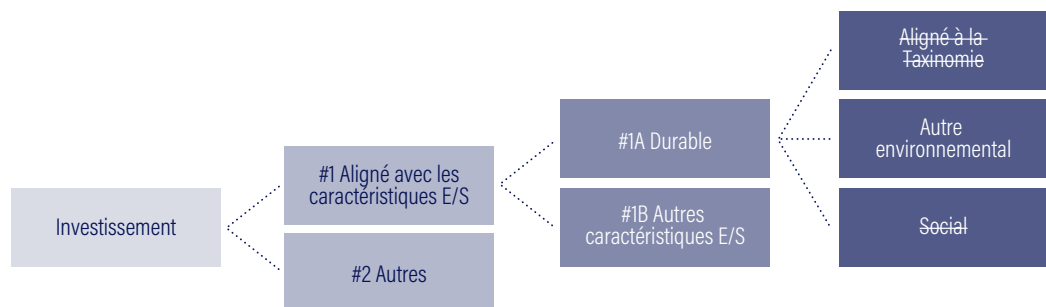 Aligné à la
Taxinomie
#1A Durable
Autre
environnemental
#1 Aligné avec les
caractéristiques E/S
Investissement
#1B Autres
caractéristiques E/S
Social
#2 Autres